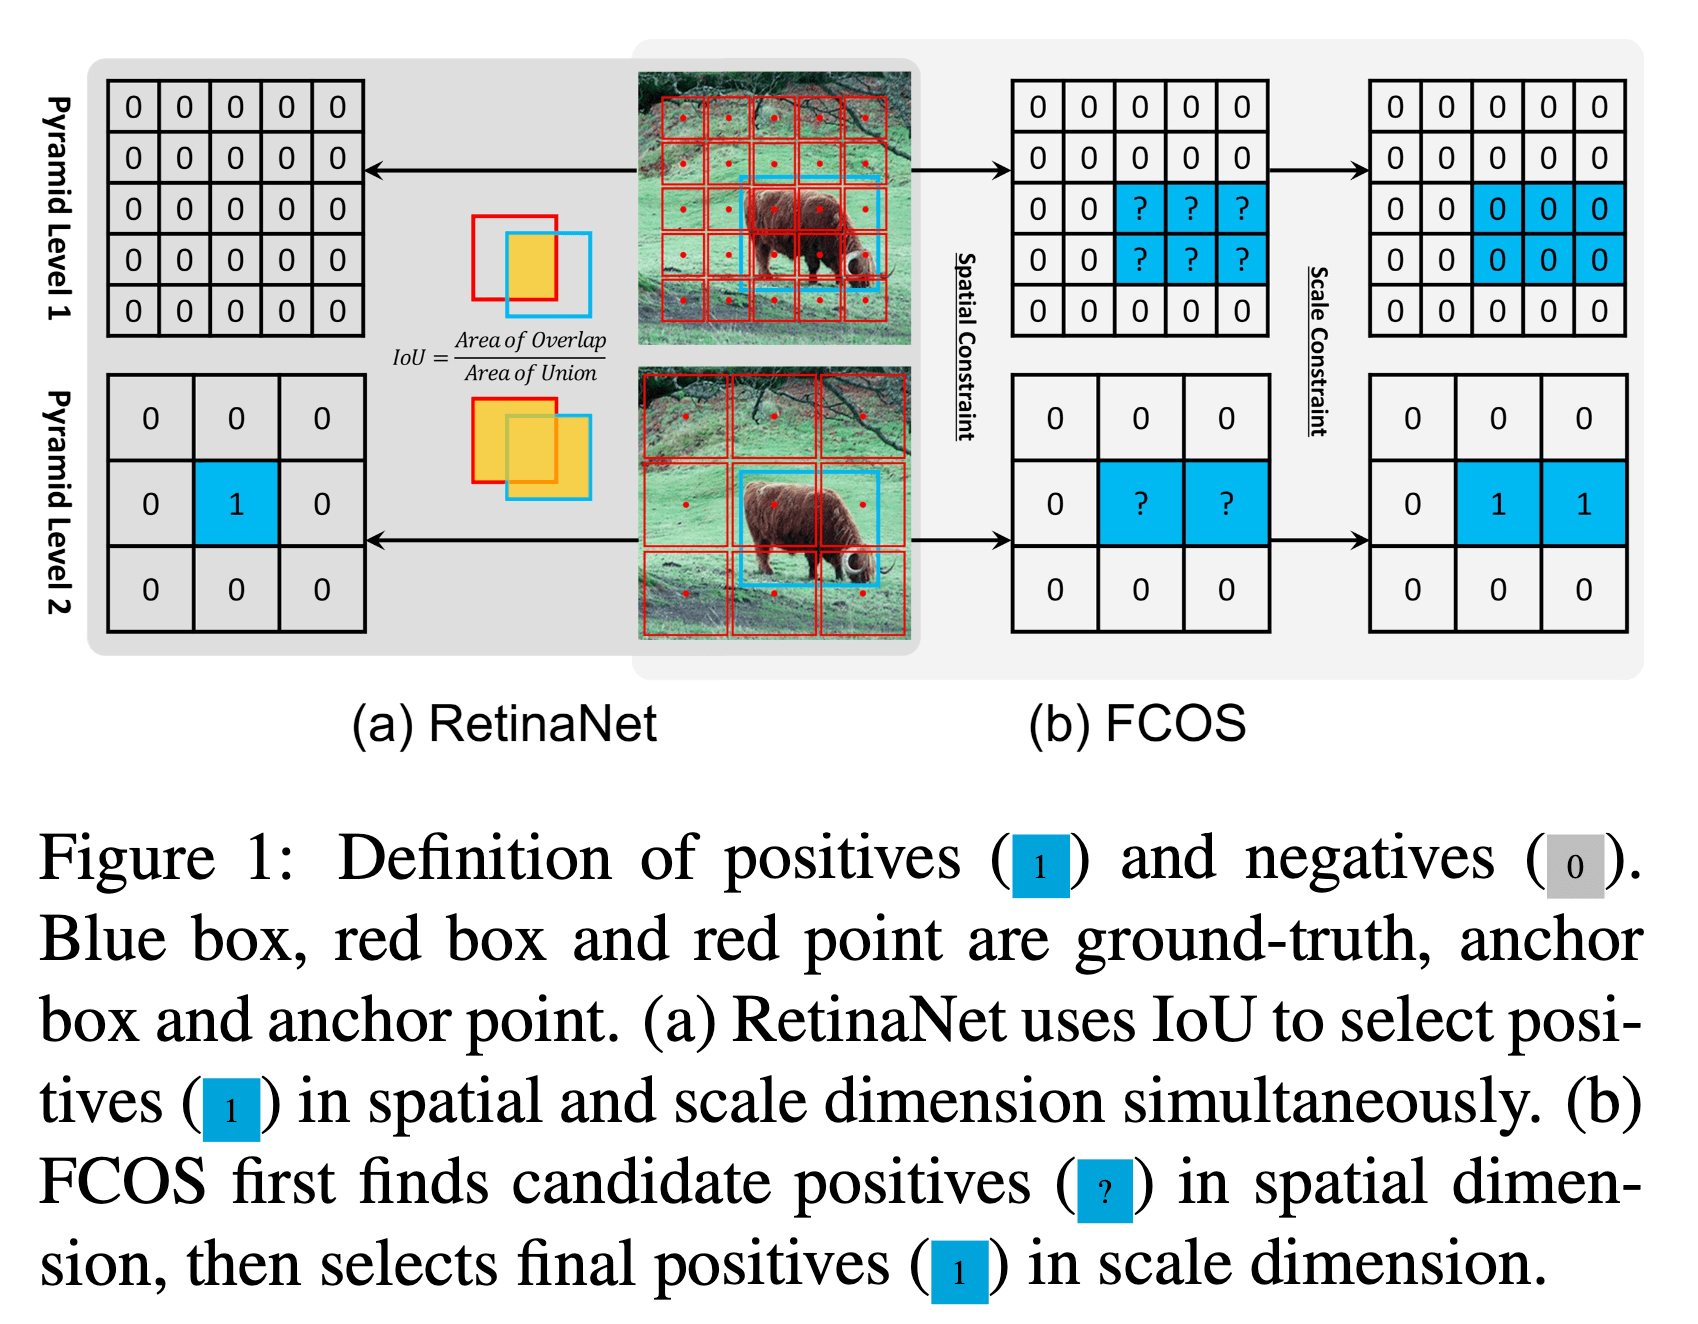 Pyramid Level 1
0 0 0 0 0
0 0 0 0 0
0 0 0 0 0
0 0 0 0 0
0 0 0 0 0
IoU = Area of Overlap
Area of Union
Spatial Constraint
0 0 0 0 0
0 0 0 0 0
0 0 ? ? ?
0 0 ? ? ?
0 0 0 0 0
Scale Constraint
0 0 0 0 0
0 0 0 0 0
0 0 0 0 0
0 0 0 0 0
0 0 0 0 0
Pyramid Level 2
0 0 0
0 1 0
0 0 0
0 0 0
0 ? ?
0 0 0
0 0 0
0 1 1
0 0 0
(a) RetinaNet
(b) FCOS
Figure 1: Definition of positives (1) and negatives (0).
Blue box, red box and red point are ground-truth, anchor
box and anchor point. (a) RetinaNet uses IoU to select posi-
tives (1) in spatial and scale dimension simultaneously. (b)
FCOS first finds candidate positives (?) in spatial dimen-
sion, then selects final positives (1) in scale dimension.